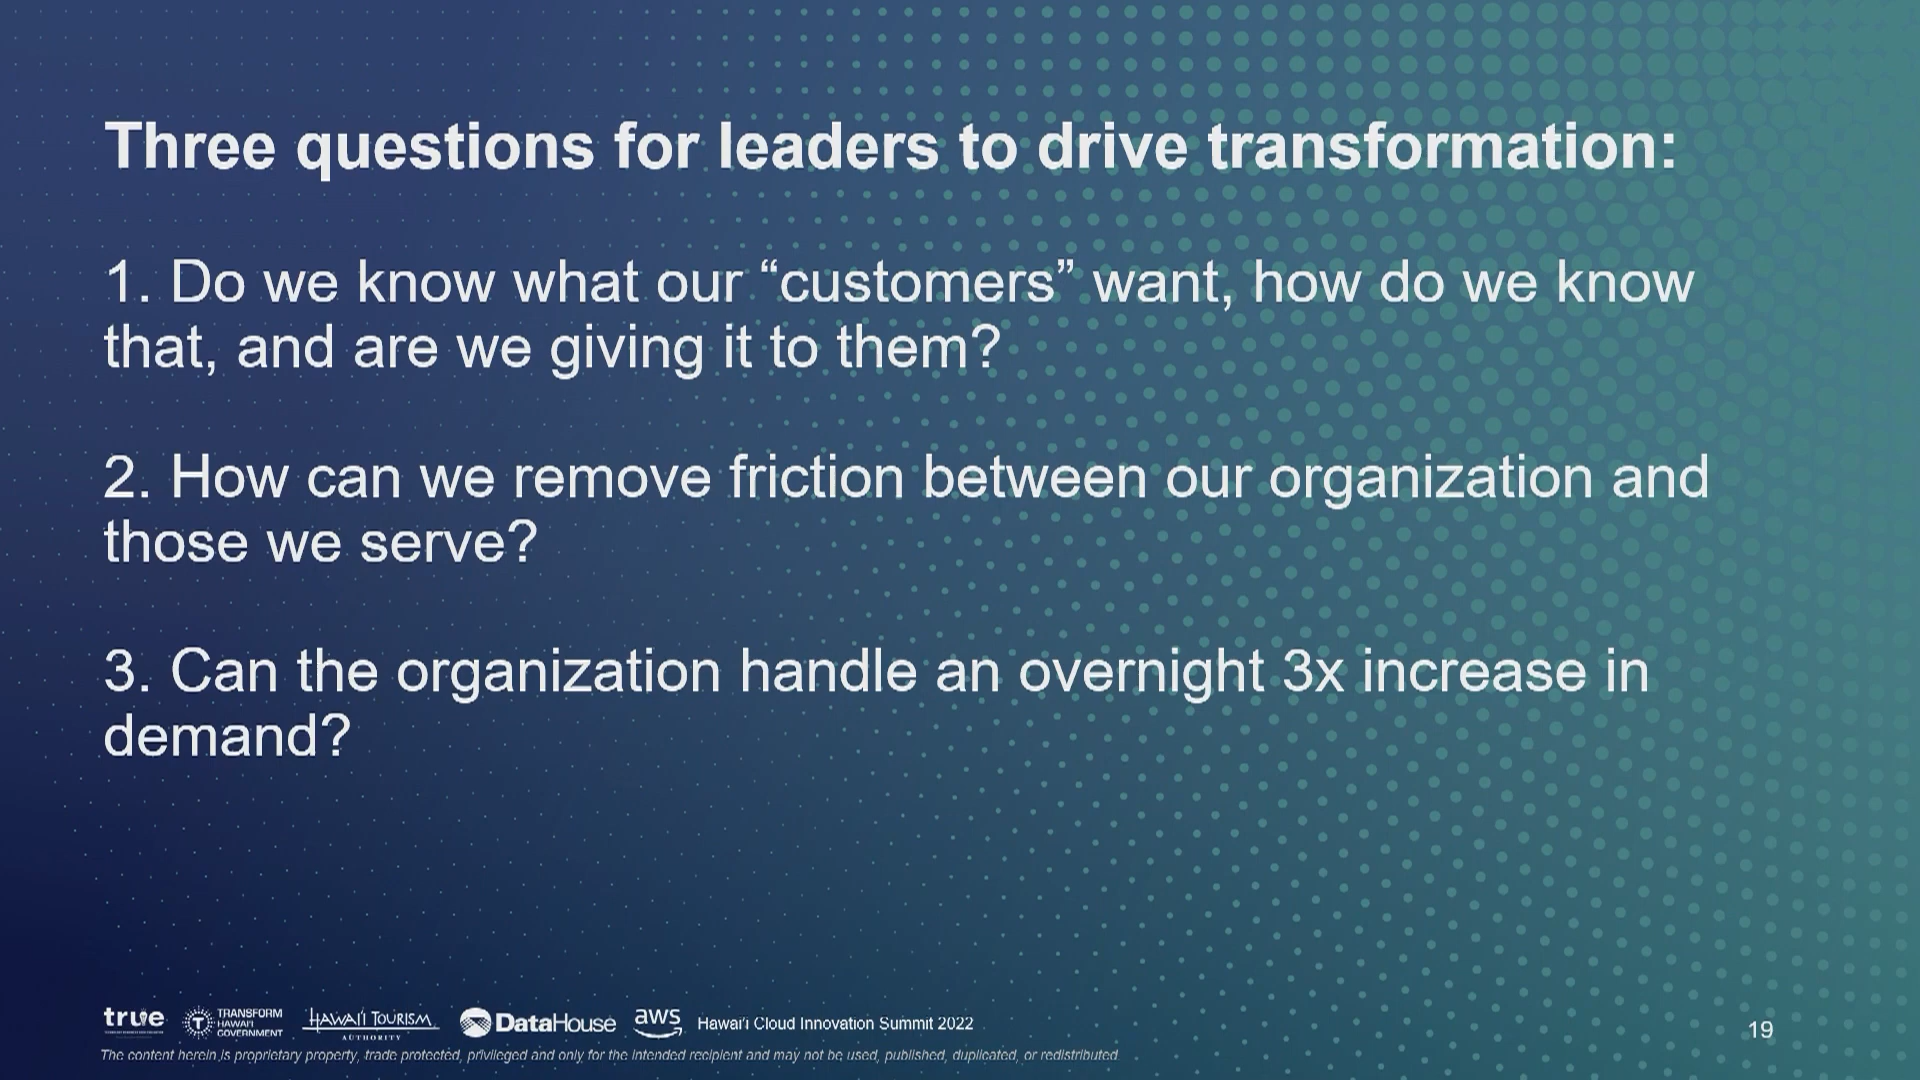 Three questions for leaders to drive transformation:
1. Do we know what our “customers” want, how do we know
that, and are we giving it to them?
2. How can we remove friction between our organization and
those we serve?
3. Can the organization handle an overnight 3x increase in
demand?
true
TRANSFORM
HAWAI'I
GOVERNMENT
HAWAI'I TOURISM
AUTHORITY
DataHouse
aws
Hawai'i Cloud Innovation Summit 2022
19
The content herein is proprietary property, trade protected, privileged and only for the intended recipient and may not be used, published, duplicated, or redistributed